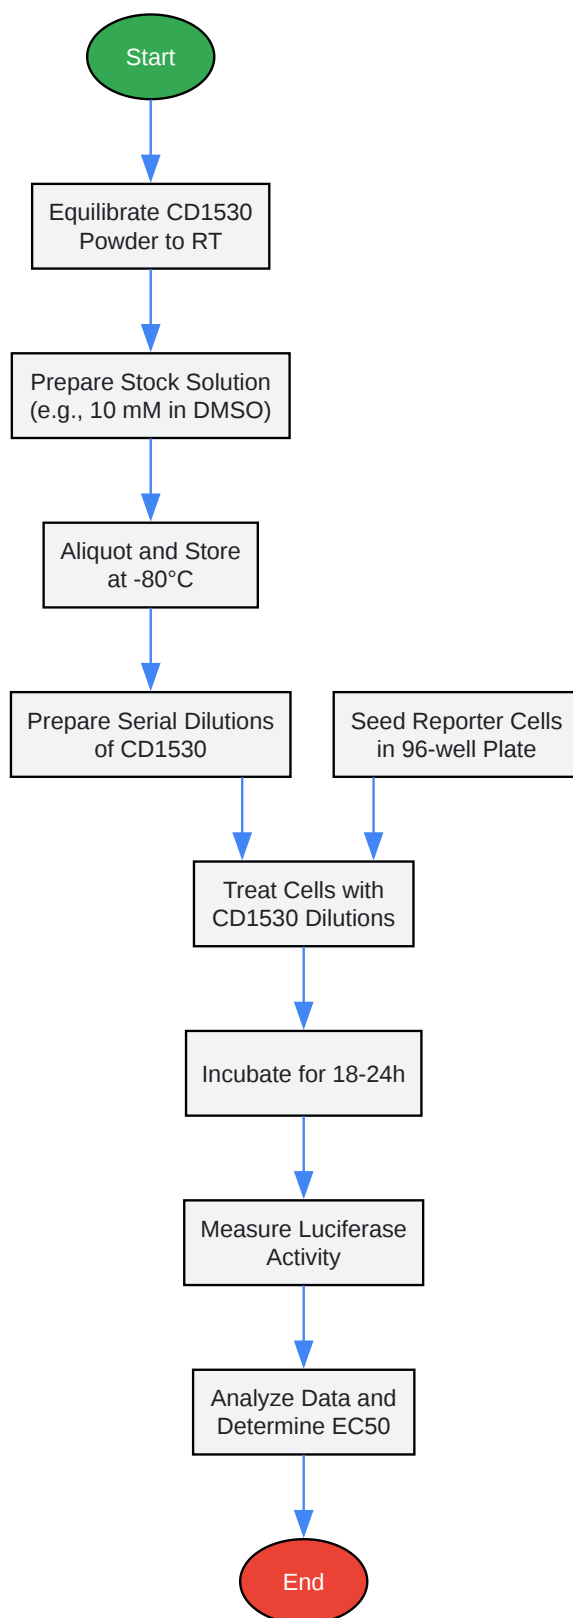 Start
Equilibrate CD1530
Powder to RT
Prepare Stock Solution
(e.g., 10 mM in DMSO)
Aliquot and Store
at -80°C
Prepare Serial Dilutions
of CD1530
Seed Reporter Cells
in 96-well Plate
Treat Cells with
CD1530 Dilutions
Incubate for 18-24h
Measure Luciferase
Activity
Analyze Data and
Determine EC50
End